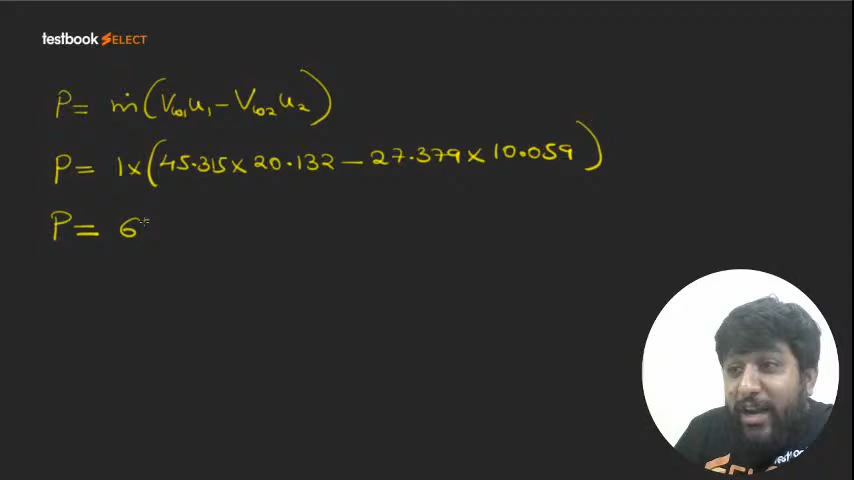 testbook SELECT
P = ṁ(Vω1u1 - Vω2u2)
P = 1×(45.315×20.132 - 27.379×10.059)
P = 6